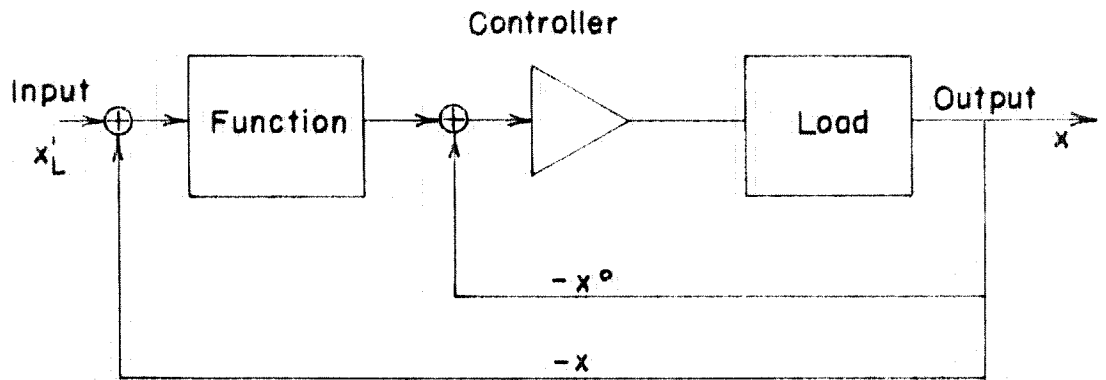 Controller
Input
Function
Load
Output
x'L
x
-x°
-x